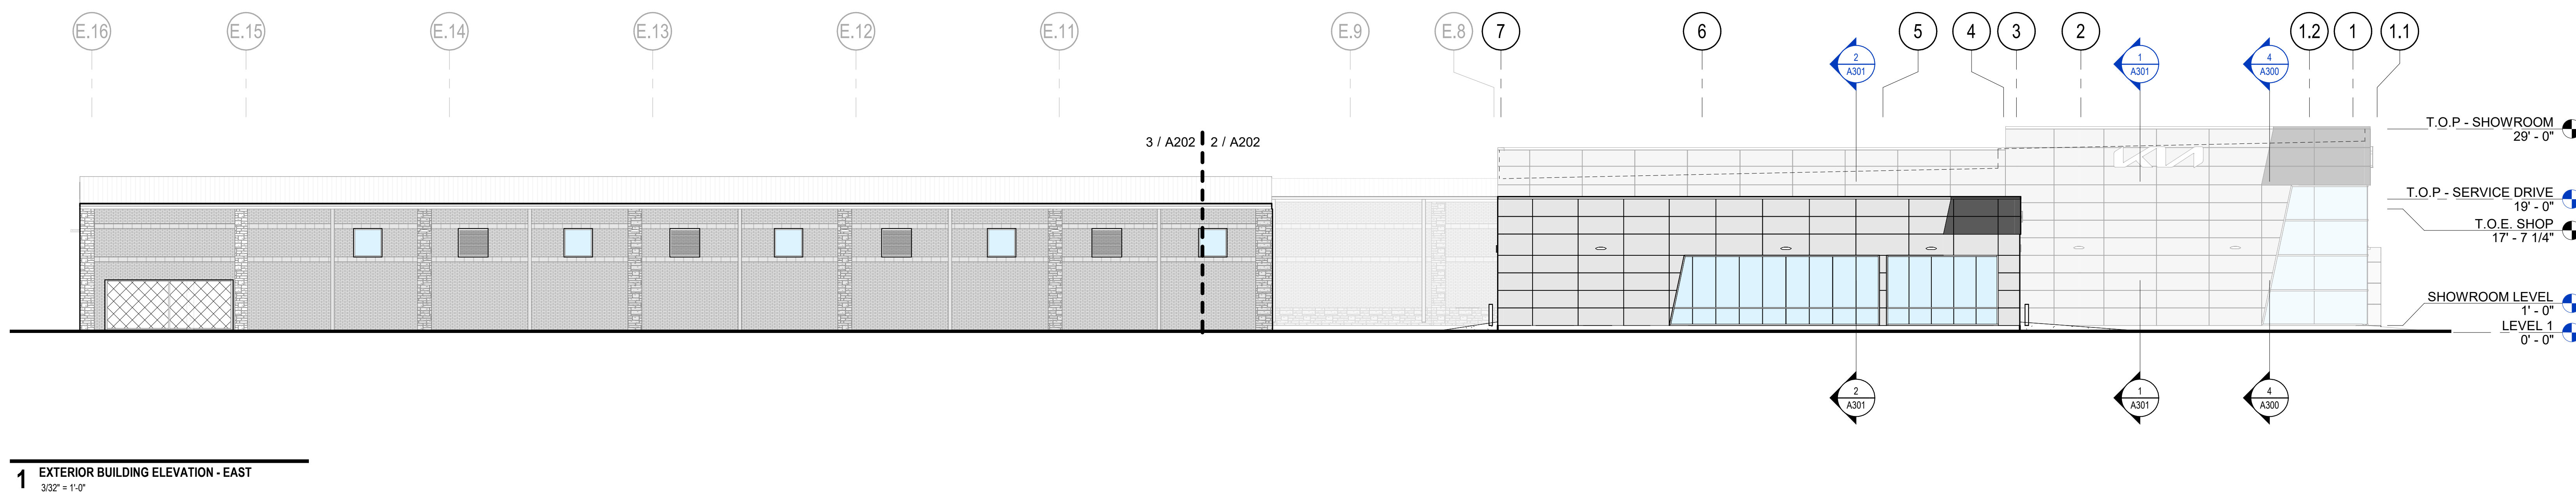 E.16 E.15 E.14 E.13 E.12 E.11 E.9 E.8 7 6 5 4 3 2 1.2 1 1.1
2
A301
1
A301
4
A300
T.O.P - SHOWROOM
29' - 0"
3 / A202 2 / A202
KIA
T.O.P - SERVICE DRIVE
19' - 0"
T.O.E. SHOP
17' - 7 1/4"
SHOWROOM LEVEL
1' - 0"
LEVEL 1
0' - 0"
2
A301
1
A301
4
A300
1 EXTERIOR BUILDING ELEVATION - EAST
3/32" = 1'-0"